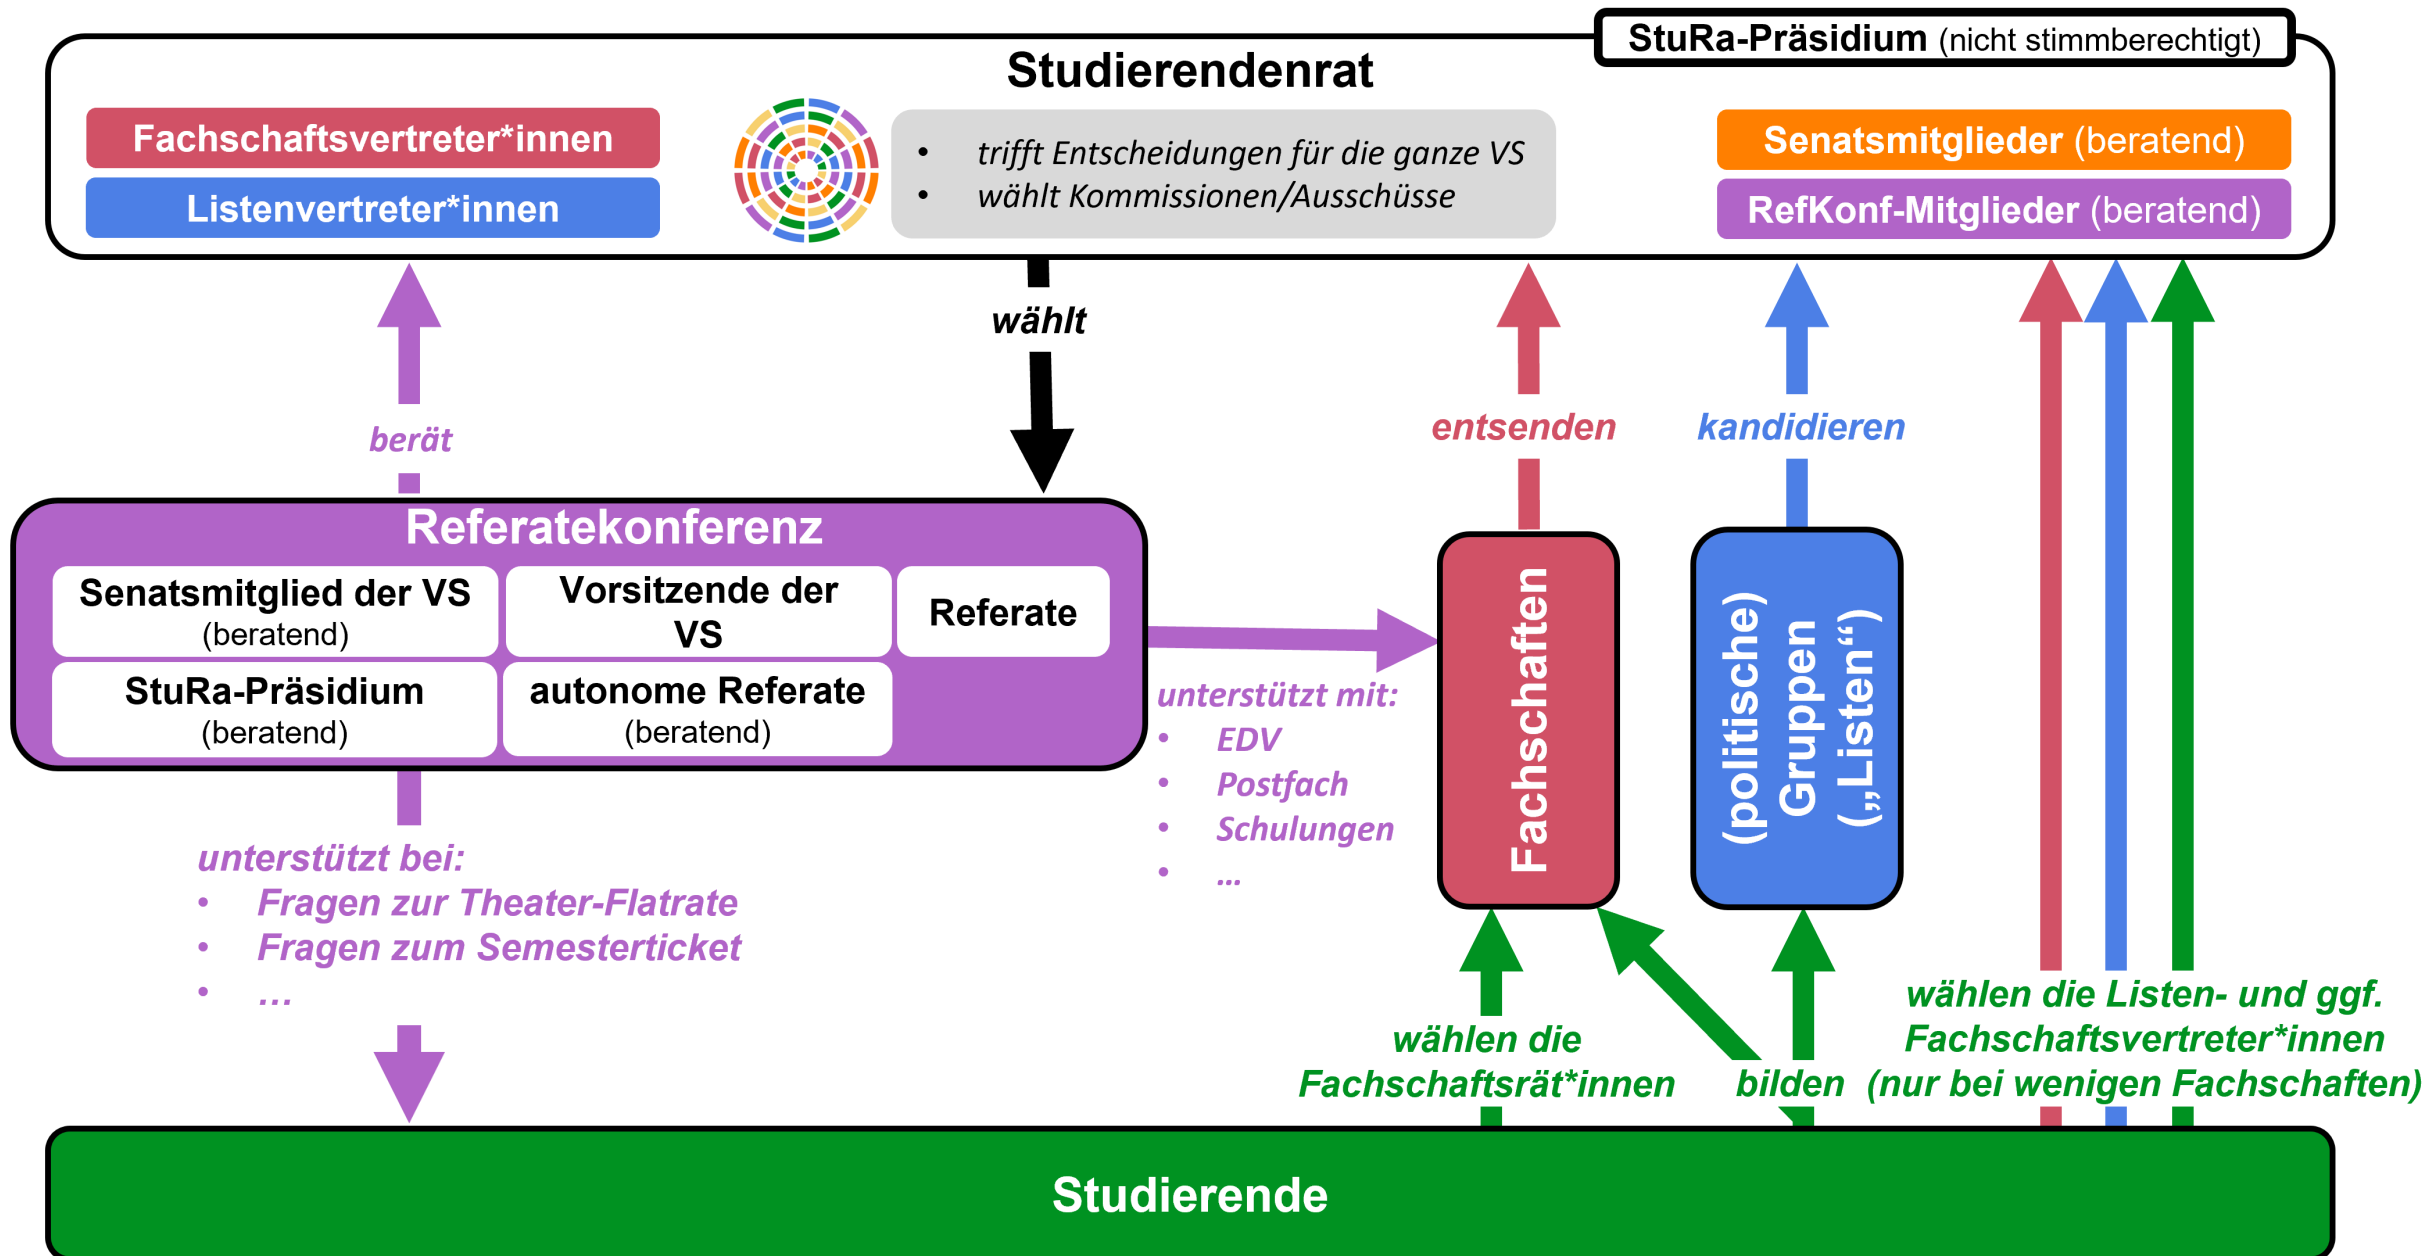 StuRa-Präsidium (nicht stimmberechtigt)
Studierendenrat
Fachschaftsvertreter*innen
Listenvertreter*innen
• trifft Entscheidungen für die ganze VS
• wählt Kommissionen/Ausschüsse
Senatsmitglieder (beratend)
RefKonf-Mitglieder (beratend)
wählt
berät
entsenden
kandidieren
Referatekonferenz
Senatsmitglied der VS
(beratend)
Vorsitzende der
VS
Referate
StuRa-Präsidium
(beratend)
autonome Referate
(beratend)
unterstützt mit:
• EDV
• Postfach
• Schulungen
• ...
Fachschaften
(politische)
Gruppen
(„Listen“)
unterstützt bei:
• Fragen zur Theater-Flatrate
• Fragen zum Semesterticket
• ...
wählen die
Fachschaftsrät*innen
bilden
wählen die Listen- und ggf.
Fachschaftsvertreter*innen
(nur bei wenigen Fachschaften)
Studierende